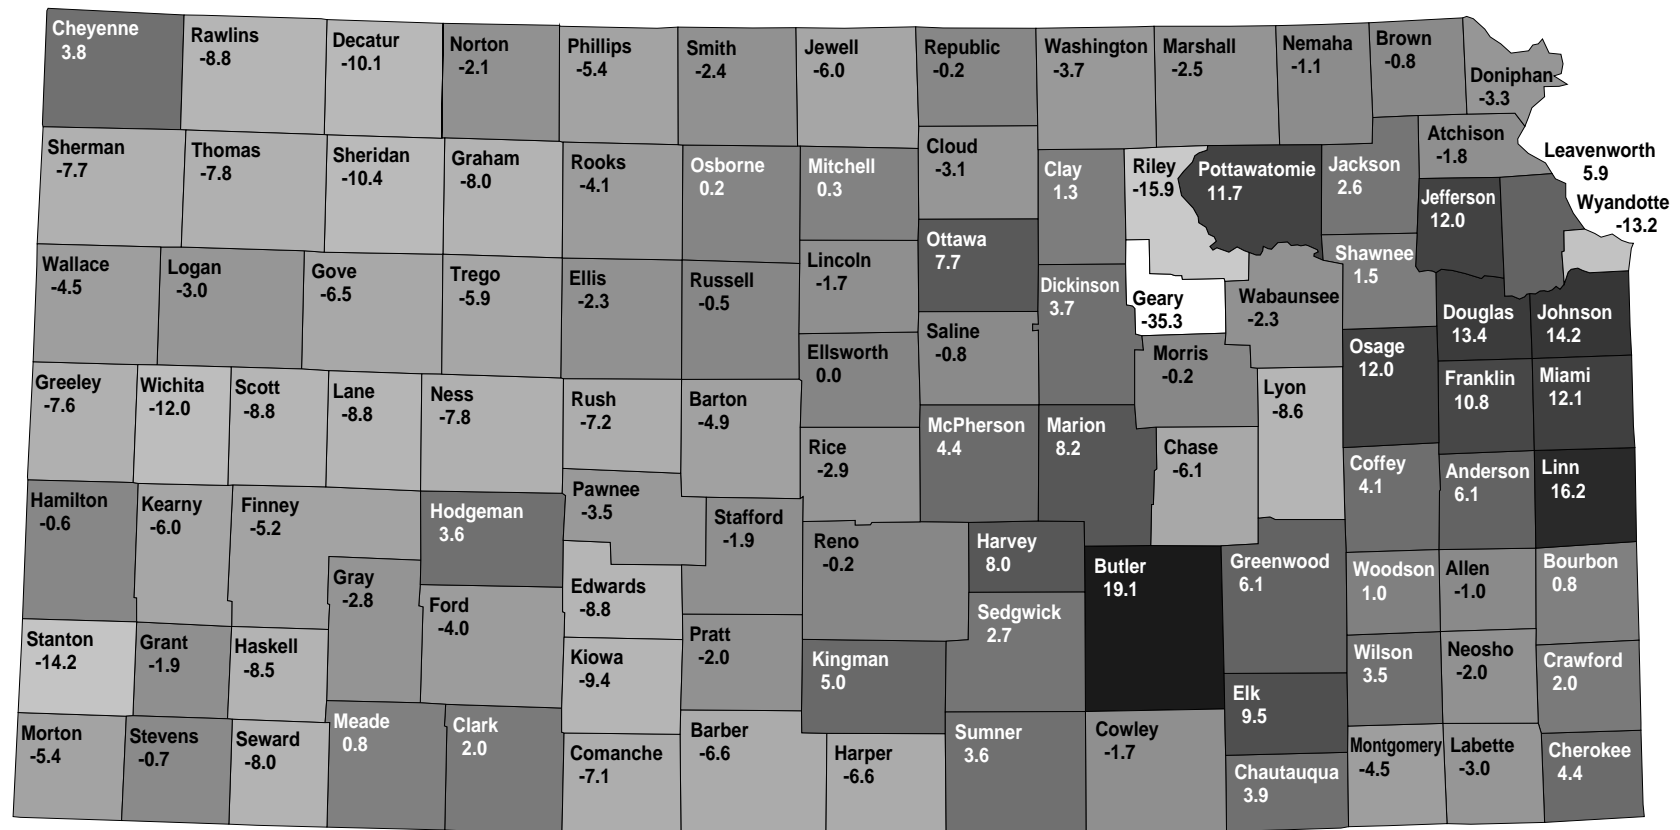 Cheyenne
3.8
Rawlins
-8.8
Decatur
-10.1
Norton
-2.1
Phillips
-5.4
Smith
-2.4
Jewell
-6.0
Republic
-0.2
Washington
-3.7
Marshall
-2.5
Nemaha
-1.1
Brown
-0.8
Doniphan
-3.3
Sherman
-7.7
Thomas
-7.8
Sheridan
-10.4
Graham
-8.0
Rooks
-4.1
Osborne
0.2
Mitchell
0.3
Cloud
-3.1
Clay
1.3
Riley
-15.9
Pottawatomie
11.7
Jackson
2.6
Atchison
-1.8
Jefferson
12.0
Leavenworth
5.9
Wyandotte
-13.2
Wallace
-4.5
Logan
-3.0
Gove
-6.5
Trego
-5.9
Ellis
-2.3
Russell
-0.5
Lincoln
-1.7
Ottawa
7.7
Dickinson
3.7
Geary
-35.3
Wabaunsee
-2.3
Shawnee
1.5
Douglas
13.4
Johnson
14.2
Ellsworth
0.0
Saline
-0.8
Morris
-0.2
Osage
12.0
Franklin
10.8
Miami
12.1
Greeley
-7.6
Wichita
-12.0
Scott
-8.8
Lane
-8.8
Ness
-7.8
Rush
-7.2
Barton
-4.9
Rice
-2.9
McPherson
4.4
Marion
8.2
Chase
-6.1
Lyon
-8.6
Coffey
4.1
Anderson
6.1
Linn
16.2
Hamilton
-0.6
Kearny
-6.0
Finney
-5.2
Hodgeman
3.6
Pawnee
-3.5
Stafford
-1.9
Reno
-0.2
Harvey
8.0
Butler
19.1
Greenwood
6.1
Woodson
1.0
Allen
-1.0
Bourbon
0.8
Gray
-2.8
Ford
-4.0
Edwards
-8.8
Sedgwick
2.7
Stanton
-14.2
Grant
-1.9
Haskell
-8.5
Kiowa
-9.4
Pratt
-2.0
Kingman
5.0
Elk
9.5
Wilson
3.5
Neosho
-2.0
Crawford
2.0
Morton
-5.4
Stevens
-0.7
Seward
-8.0
Meade
0.8
Clark
2.0
Comanche
-7.1
Barber
-6.6
Harper
-6.6
Sumner
3.6
Cowley
-1.7
Chautauqua
3.9
Montgomery
-4.5
Labette
-3.0
Cherokee
4.4